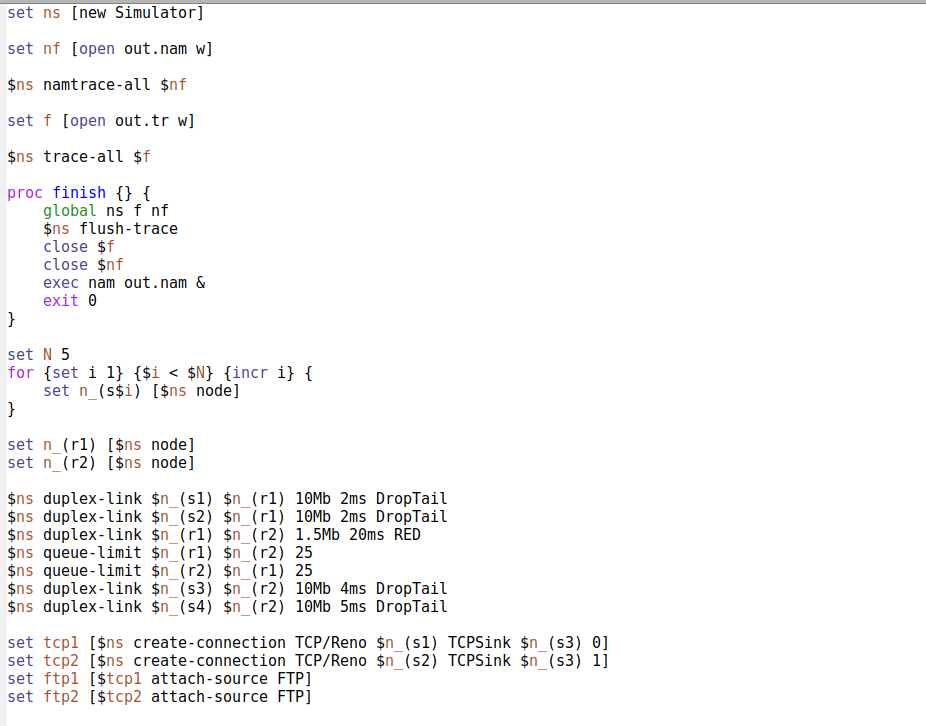 set ns [new Simulator]
set nf [open out.nam w]
$ns namtrace-all $nf
set f [open out.tr w]
$ns trace-all $f
proc finish {} {
global ns f nf
$ns flush-trace
close $f
close $nf
exec nam out.nam &
exit 0
}
set N 5
for {set i 1} {$i < $N} {incr i} {
set n_(s$i) [$ns node]
}
set n_(r1) [$ns node]
set n_(r2) [$ns node]
$ns duplex-link $n_(s1) $n_(r1) 10Mb 2ms DropTail
$ns duplex-link $n_(s2) $n_(r1) 10Mb 2ms DropTail
$ns duplex-link $n_(r1) $n_(r2) 1.5Mb 20ms RED
$ns queue-limit $n_(r1) $n_(r2) 25
$ns queue-limit $n_(r2) $n_(r1) 25
$ns duplex-link $n_(s3) $n_(r2) 10Mb 4ms DropTail
$ns duplex-link $n_(s4) $n_(r2) 10Mb 5ms DropTail
set tcp1 [$ns create-connection TCP/Reno $n_(s1) TCPSink $n_(s3) 0]
set tcp2 [$ns create-connection TCP/Reno $n_(s2) TCPSink $n_(s3) 1]
set ftp1 [$tcp1 attach-source FTP]
set ftp2 [$tcp2 attach-source FTP]